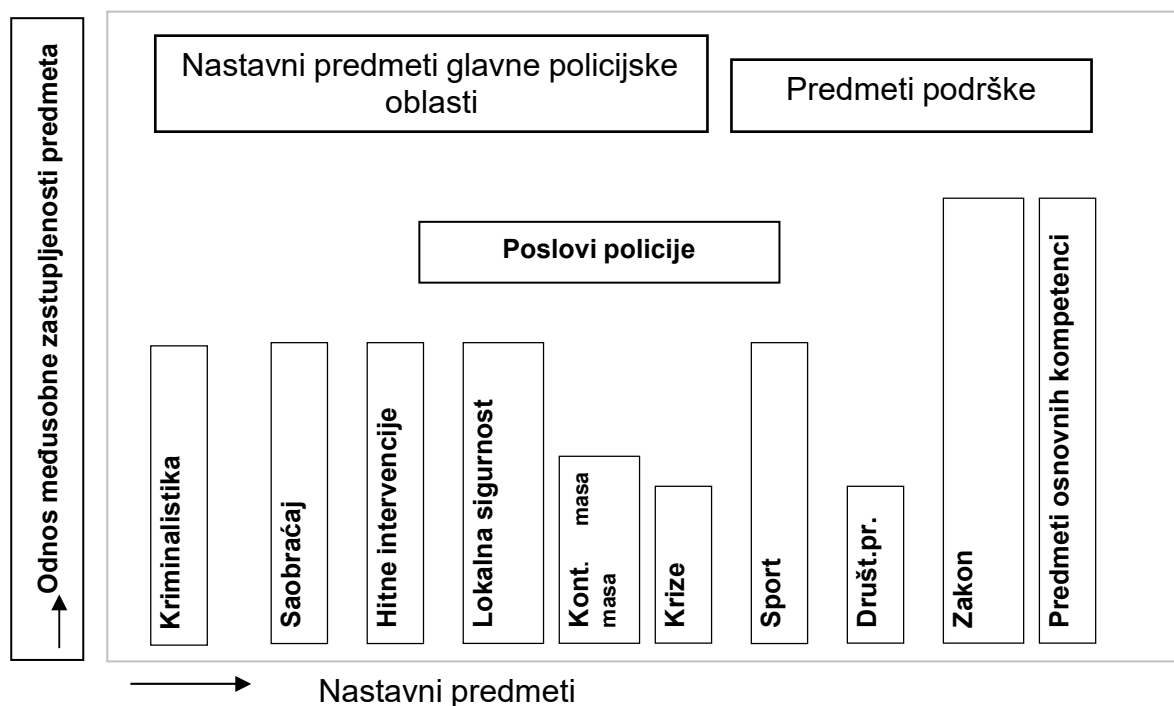 Odnos međusobne zastupljenosti predmeta
Nastavni predmeti glavne policijske
oblasti
Predmeti podrške
Poslovi policije
Kriminalistika
Saobraćaj
Hitne intervencije
Lokalna sigurnost
Kont. masa
masa
Krize
Sport
Društ.pr.
Zakon
Predmeti osnovnih kompetenci
Nastavni predmeti